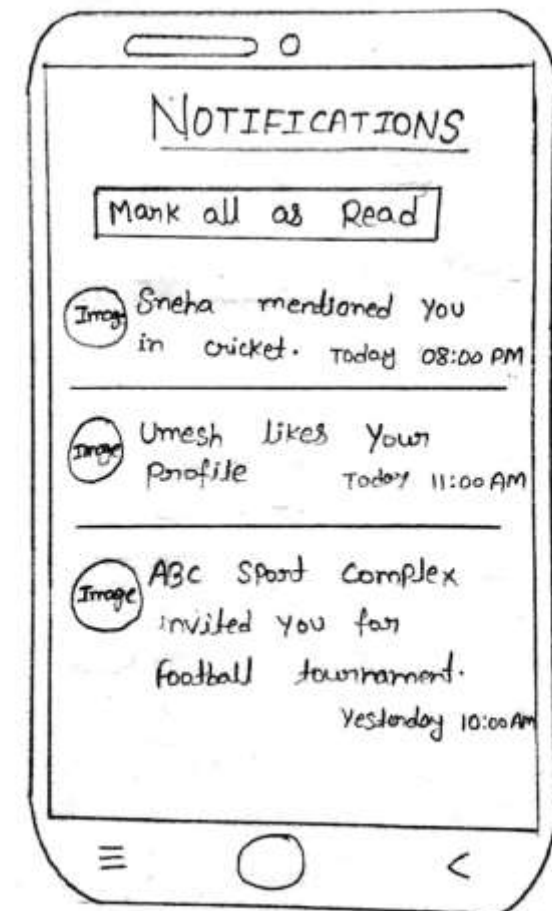 NOTIFICATIONS
Mark all as Read
Image Sneha mentioned you
in cricket. Today 08:00 PM
Image Umesh likes your
profile Today 11:00 AM
Image ABC Sport Complex
invited you for
football tournament.
Yesterday 10:00 AM